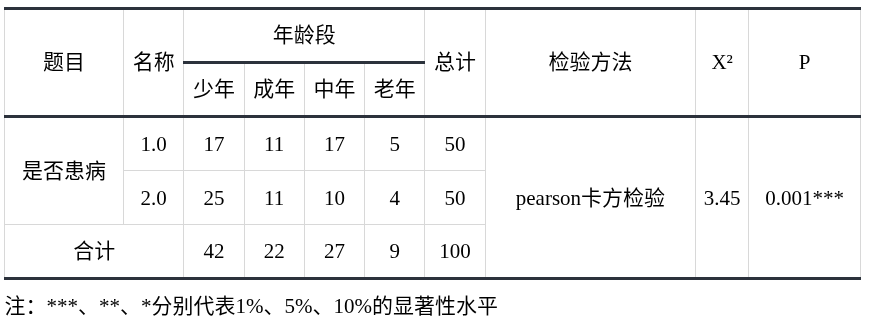 题目 名称 年龄段 总计 检验方法 X² P
少年 成年 中年 老年
是否患病 1.0 17 11 17 5 50 pearson卡方检验 3.45 0.001***
2.0 25 11 10 4 50
合计 42 22 27 9 100
注：***、**、*分别代表1%、5%、10%的显著性水平